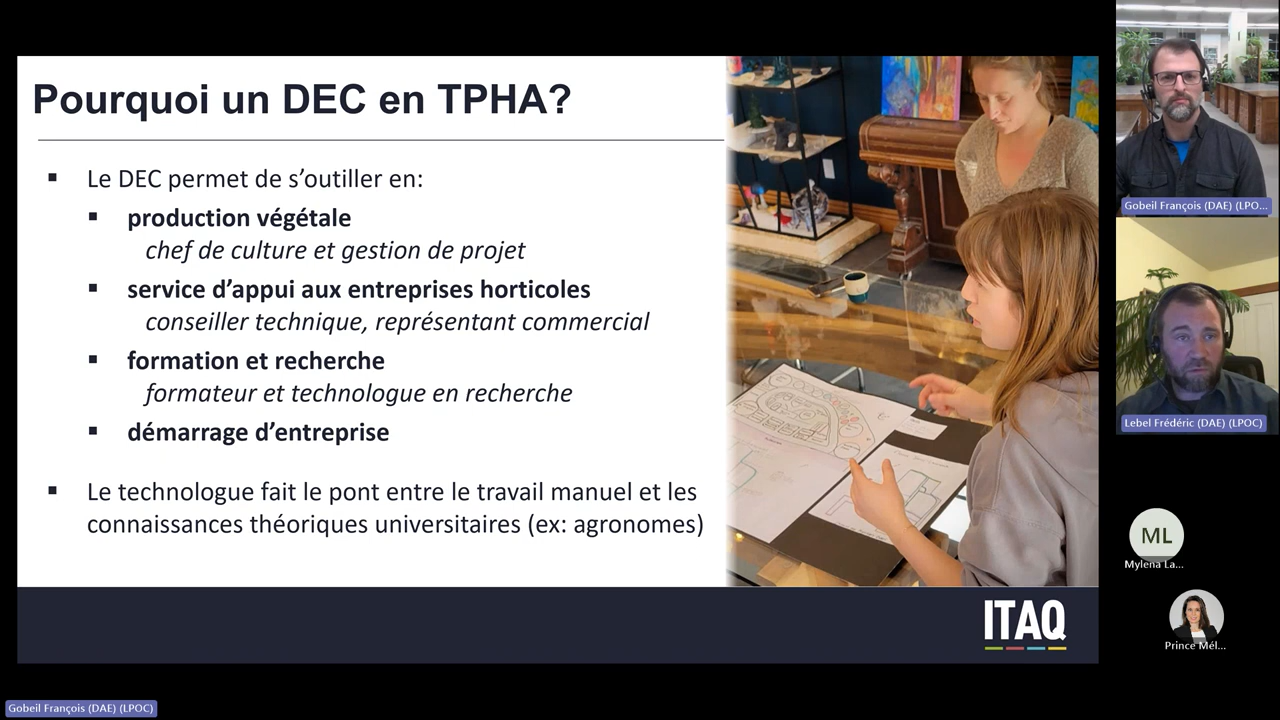 Pourquoi un DEC en TPHA?
Le DEC permet de s’outiller en:
production végétale
chef de culture et gestion de projet
service d’appui aux entreprises horticoles
conseiller technique, représentant commercial
formation et recherche
formateur et technologue en recherche
démarrage d’entreprise
Le technologue fait le pont entre le travail manuel et les
connaissances théoriques universitaires (ex: agronomes)
ITAQ
Gobeil François (DAE) (LPO...
Lebel Frédéric (DAE) (LPOC)
ML
Mylena La...
Prince Mél...
Gobeil François (DAE) (LPOC)